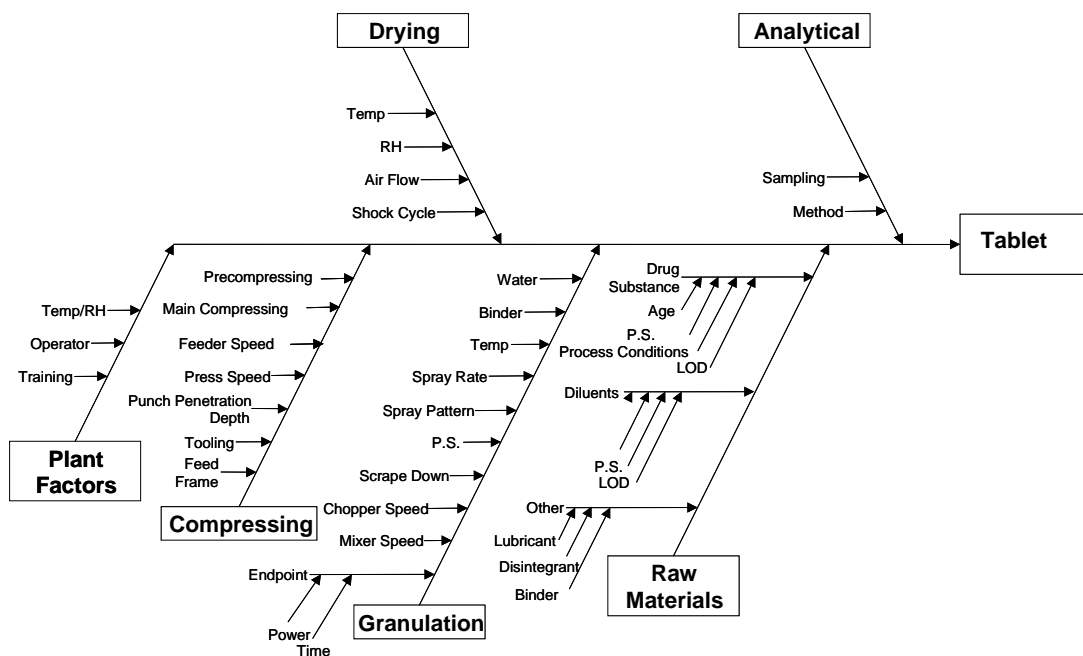 Drying
Analytical
Temp
RH
Air Flow
Shock Cycle
Sampling
Method
Tablet
Temp/RH
Operator
Training
Plant
Factors
Precompressing
Main Compressing
Feeder Speed
Press Speed
Punch Penetration
Depth
Tooling
Feed
Frame
Compressing
Water
Binder
Temp
Spray Rate
Spray Pattern
P.S.
Scrape Down
Chopper Speed
Mixer Speed
Endpoint
Power
Time
Granulation
Drug
Substance
Age
P.S.
Process Conditions
LOD
Diluents
P.S.
LOD
Other
Lubricant
Disintegrant
Binder
Raw
Materials